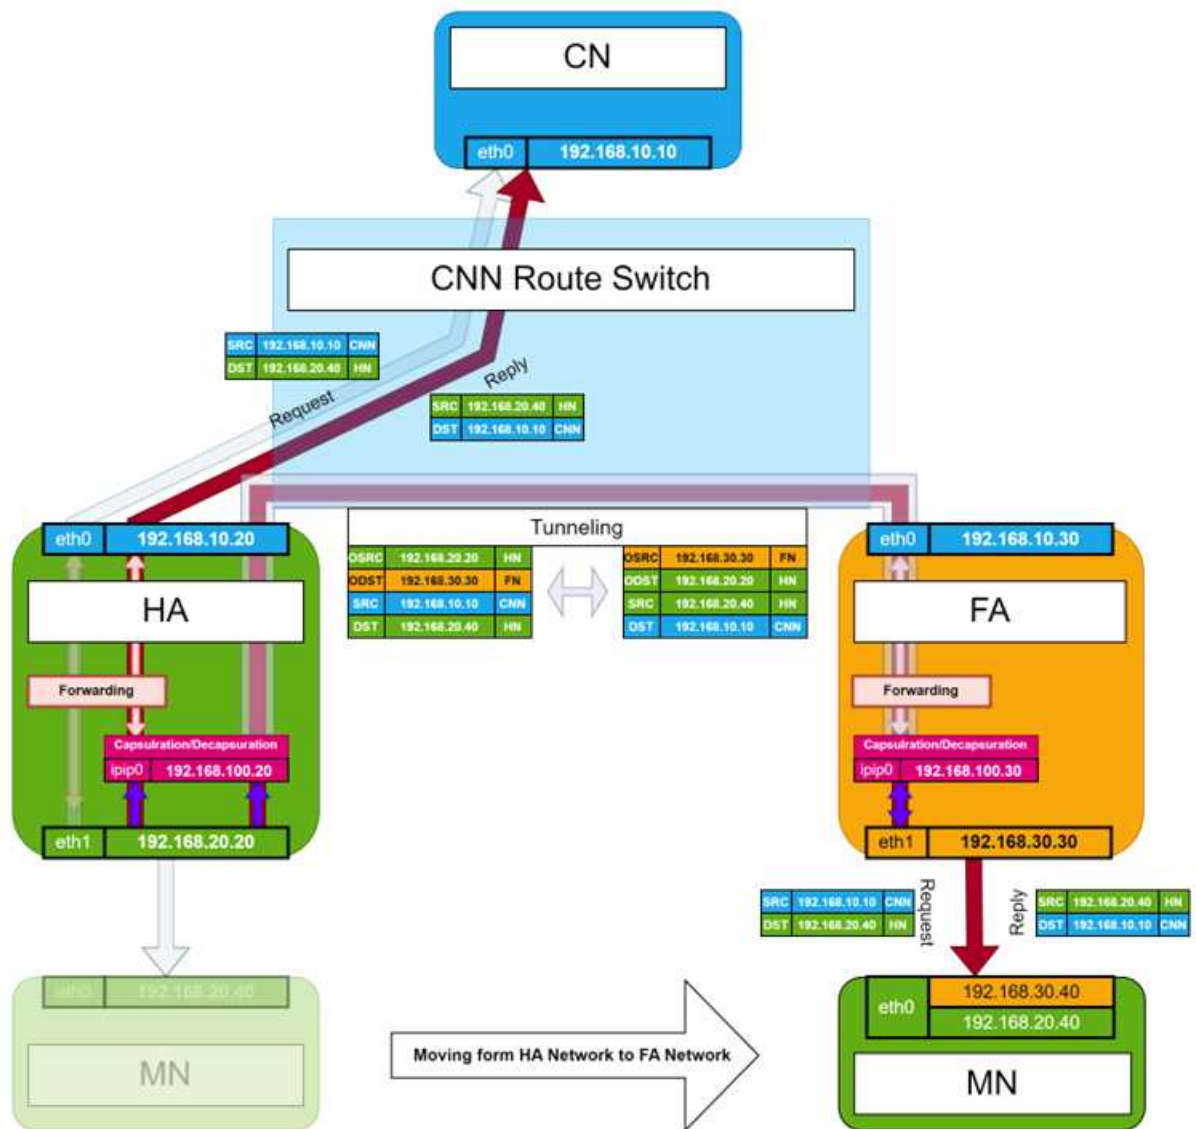 CN
eth0 192.168.10.10
CNN Route Switch
SRC 192.168.10.10 CNN
DST 192.168.20.40 HN
Request
Reply
SRC 192.168.20.40 HN
DST 192.168.10.10 CNN
eth0 192.168.10.20
HA
Forwarding
Capsulration/Decapsuration
ipip0 192.168.100.20
eth1 192.168.20.20
Tunneling
OSRC 192.168.20.20 HN
ODST 192.168.30.30 FN
SRC 192.168.10.10 CNN
DST 192.168.20.40 HN
OSRC 192.168.30.30 FN
ODST 192.168.20.20 HN
SRC 192.168.20.40 HN
DST 192.168.10.10 CNN
eth0 192.168.10.30
FA
Forwarding
Capsulration/Decapsuration
ipip0 192.168.100.30
eth1 192.168.30.30
SRC 192.168.10.10 CNN
DST 192.168.20.40 HN
Request
Reply
SRC 192.168.20.40 HN
DST 192.168.10.10 CNN
eth0 192.168.20.40
MN
Moving form HA Network to FA Network
eth0
192.168.30.40
192.168.20.40
MN